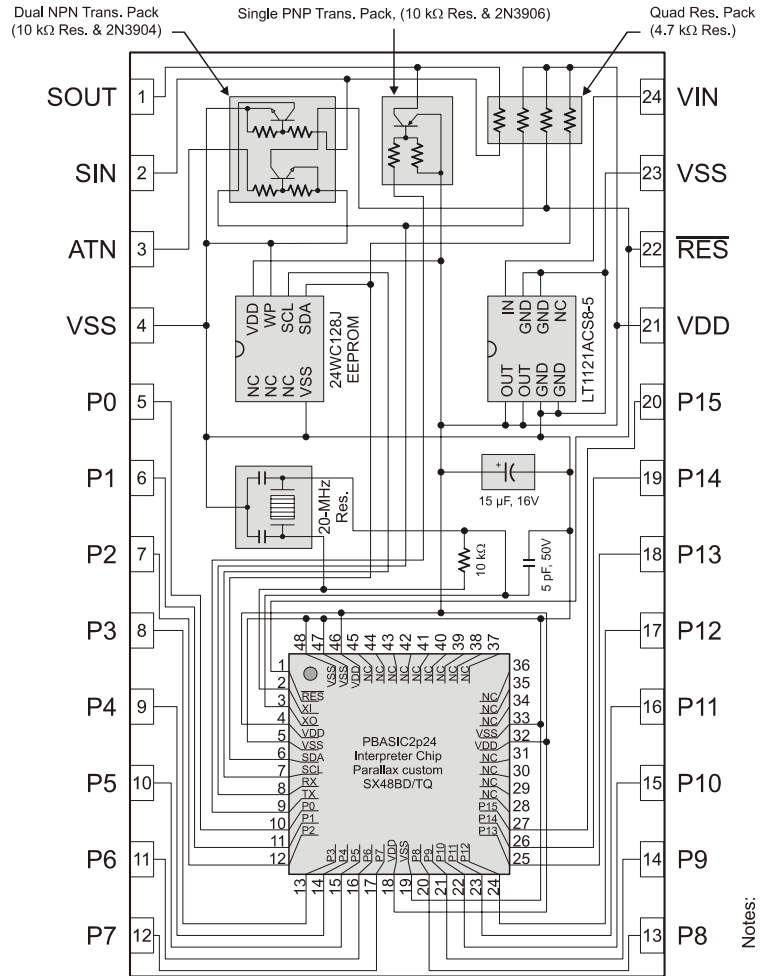 Dual NPN Trans. Pack
(10 kΩ Res. & 2N3904)
Single PNP Trans. Pack, (10 kΩ Res. & 2N3906)
Quad Res. Pack
(4.7 kΩ Res.)
SOUT 1
24 VIN
SIN 2
23 VSS
ATN 3
22 RES
VSS 4
21 VDD
P0 5
20 P15
P1 6
19 P14
P2 7
18 P13
P3 8
17 P12
P4 9
16 P11
P5 10
15 P10
P6 11
14 P9
P7 12
13 P8
VDD
WP
SCL
SDA
NC
NC
NC
VSS
24WC128J
EEPROM
IN
GND
GND
NC
OUT
OUT
GND
GND
LT1121ACS8-5
20-MHz
Res.
+
15 µF, 16V
10 kΩ
5 pF, 50V
48 47 46 45 44 43 42 41 40 39 38 37
VSS VSS VDD NC NC NC NC NC NC NC
1
2 RES
3 XI
4 XO
5 VDD
6 VSS
7 SDA
8 SCL
9 RX
10 TX
11 P0
12 P1
P2
PBASIC2p24
Interpreter Chip
Parallax custom
SX48BD/TQ
36
NC 35
NC 34
NC 33
VSS 32
VDD 31
NC 30
NC 29
NC 28
NC 27
P15 26
P14 25
P13
P3 P4 P5 P6 P7 VDD VSS P8 P9 P10 P11 P12
13 14 15 16 17 18 19 20 21 22 23 24
Notes: